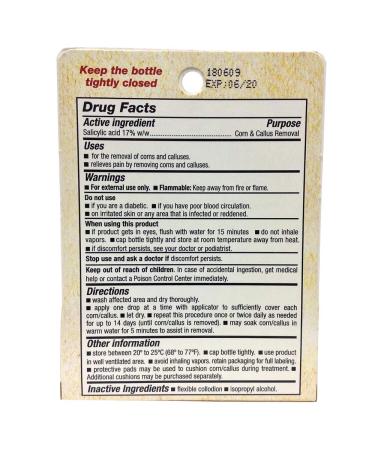 Keep the bottle
tightly closed
180609
EXP:06/20
Drug Facts
Active ingredient Purpose
Salicylic acid 17% w/w............................Corn & Callus Removal
Uses
■ for the removal of corns and calluses.
■ relieves pain by removing corns and calluses.
Warnings
■ For external use only. ■ Flammable: Keep away from fire or flame.
Do not use
■ if you are a diabetic. ■ if you have poor blood circulation.
■ on irritated skin or any area that is infected or reddened.
When using this product
■ if product gets in eyes, flush with water for 15 minutes ■ do not inhale
vapors. ■ cap bottle tightly and store at room temperature away from heat.
■ if discomfort persists, see your doctor or podiatrist.
Stop use and ask a doctor if discomfort persists.
Keep out of reach of children. In case of accidental ingestion, get medical
help or contact a Poison Control Center immediately.
Directions
■ wash affected area and dry thoroughly.
■ apply one drop at a time with applicator to sufficiently cover each
corn/callus. ■ let dry. ■ repeat this procedure once or twice daily as needed
for up to 14 days (until corn/callus is removed). ■ may soak corn/callus in
warm water for 5 minutes to assist in removal.
Other information
■ store between 20° to 25°C (68° to 77°F). ■ cap bottle tightly. ■ use product
in well ventilated area. ■ avoid inhaling vapors. retain packaging for full labeling.
■ protective pads may be used to cushion corn/callus during treatment. ■
Additional cushions may be purchased separately.
Inactive Ingredients ■ flexible collodion ■ isopropyl alcohol.